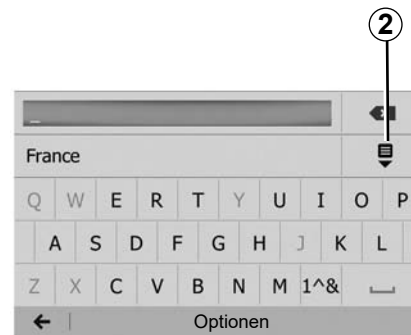 2
_
France
Q W E R T Y U I O P
A S D F G H J K L
Z X C V B N M 1^&
Optionen